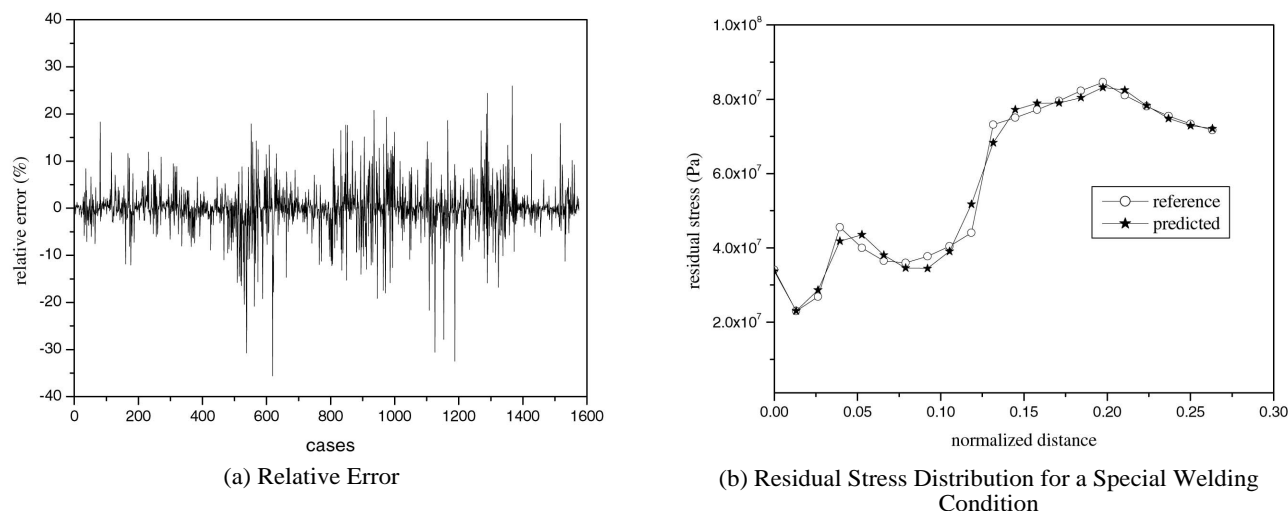 40
30
20
10
0
-10
-20
-30
-40
relative error (%)
0 200 400 600 800 1000 1200 1400 1600
cases
(a) Relative Error
1.0x10⁸
8.0x10⁷
6.0x10⁷
4.0x10⁷
2.0x10⁷
residual stress (Pa)
reference
predicted
0.00 0.05 0.10 0.15 0.20 0.25 0.30
normalized distance
(b) Residual Stress Distribution for a Special Welding
Condition